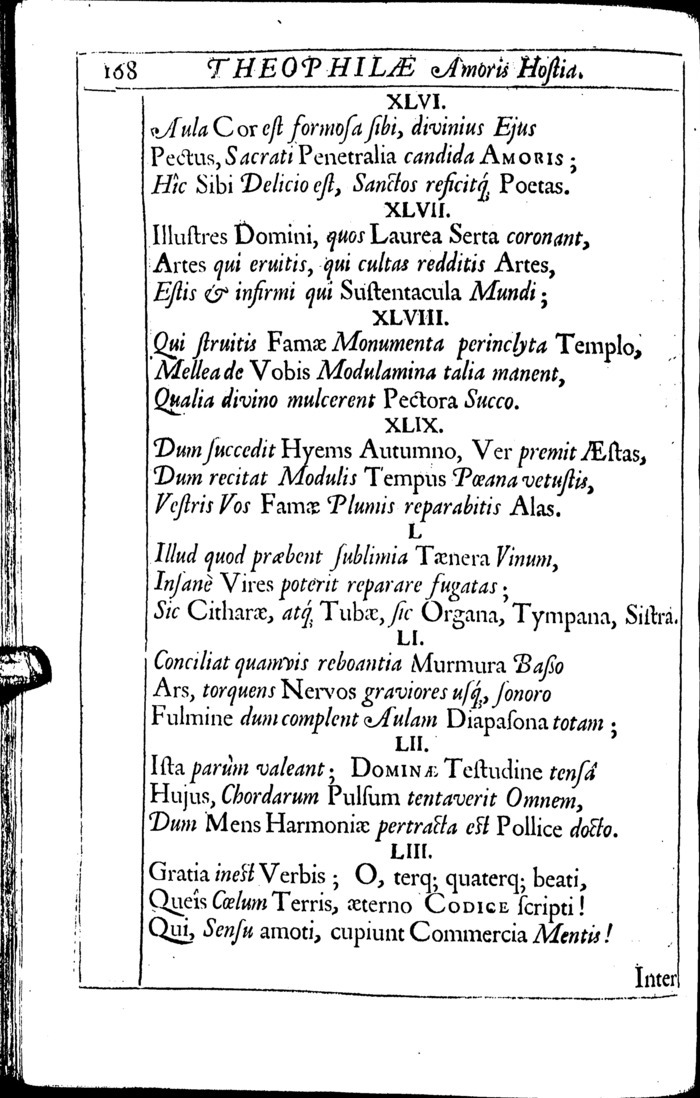 168 THEOPHILÆ Amoris Hoſtia.
XLVI.
Aula Cor eſt formoſa ſibi, divinius Ejus
Pectus, Sacrati Penetralia candida AMORIS ;
Hîc Sibi Delicio eſt, Sanctos reficitq́; Poetas.
XLVII.
Illuſtres Domini, quos Laurea Serta coronant,
Artes qui eruitis, qui cultas redditis Artes,
Eſtis & infirmi qui Suſtentacula Mundi ;
XLVIII.
Qui ſtruitis Famæ Monumenta perinclyta Templo,
Mellea de Vobis Modulamina talia manent,
Qualia divino mulcerent Pectora Succo.
XLIX.
Dum ſuccedit Hyems Autumno, Ver premit Æſtas,
Dum recitat Modulis Tempus Pœana vetuſtis,
Veſtris Vos Famæ Plumis reparabitis Alas.
L
Illud quod præbent ſublimia Tænera Vinum,
Inſanè Vires poterit reparare fugatas ;
Sic Citharæ, atq́; Tubæ, ſic Organa, Tympana, Siſtra.
LI.
Conciliat quamvis reboantia Murmura Baſſo
Ars, torquens Nervos graviores uſq́;, ſonoro
Fulmine dum complent Aulam Diapaſona totam ;
LII.
Iſta parùm valeant ; DOMINÆ Teſtudine tensâ
Hujus, Chordarum Pulſum tentaverit Omnem,
Dum Mens Harmoniæ pertracta eſt Pollice docto.
LIII.
Gratia ineſt Verbis ; O, terq; quaterq; beati,
Queîs Cœlum Terris, æterno CODICE ſcripti !
Qui, Senſu amoti, cupiunt Commercia Mentis !
Inter